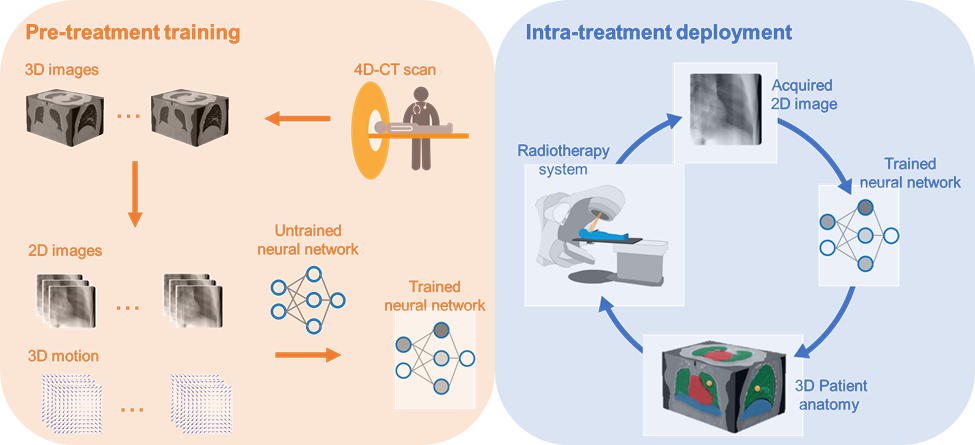 Pre-treatment training
3D images
4D-CT scan
2D images
Untrained
neural network
Trained
neural network
3D motion
Intra-treatment deployment
Acquired
2D image
Radiotherapy
system
Trained
neural network
3D Patient
anatomy